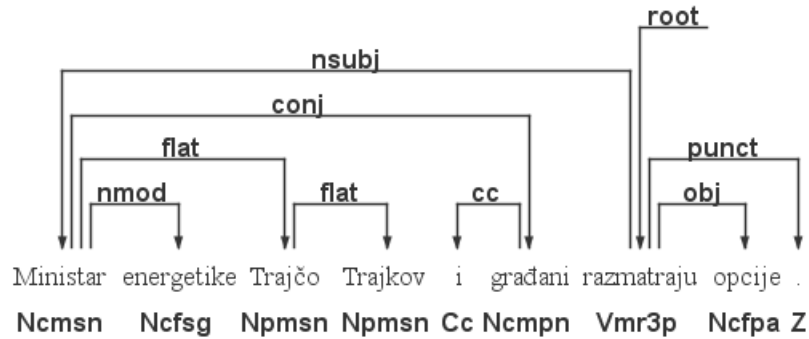 root
nsubj
conj
flat punct
nmod flat cc obj
Ministar energetike Trajčo Trajkov i građani razmatraju opcije .
Ncmsn Ncfsg Npmsn Npmsn Cc Ncmpn Vmr3p Ncfpa Z